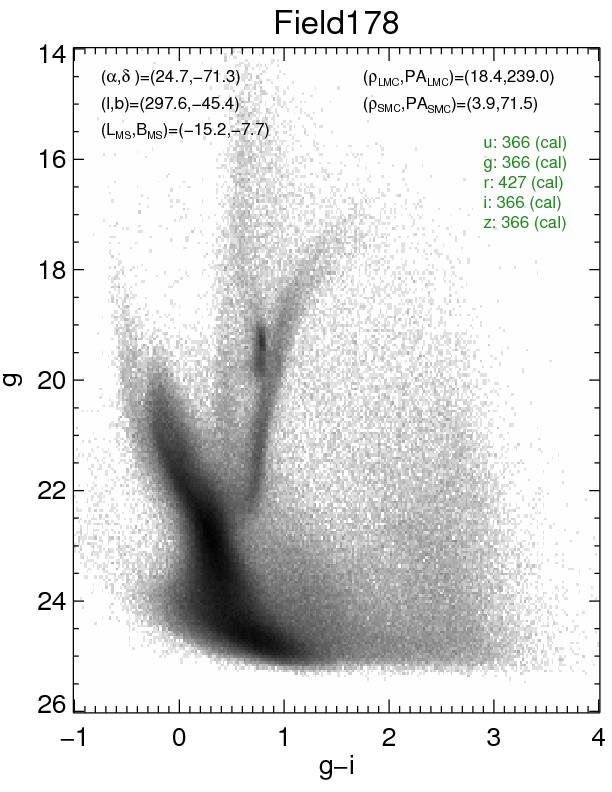 Field178
(α,δ)=(24.7,−71.3)
(ρLMC,PALMC)=(18.4,239.0)
(l,b)=(297.6,−45.4)
(ρSMC,PASMC)=(3.9,71.5)
(LMS,BMS)=(−15.2,−7.7)
u: 366 (cal)
g: 366 (cal)
r: 427 (cal)
i: 366 (cal)
z: 366 (cal)
14
16
18
20
22
24
26
g
−1 0 1 2 3 4
g−i